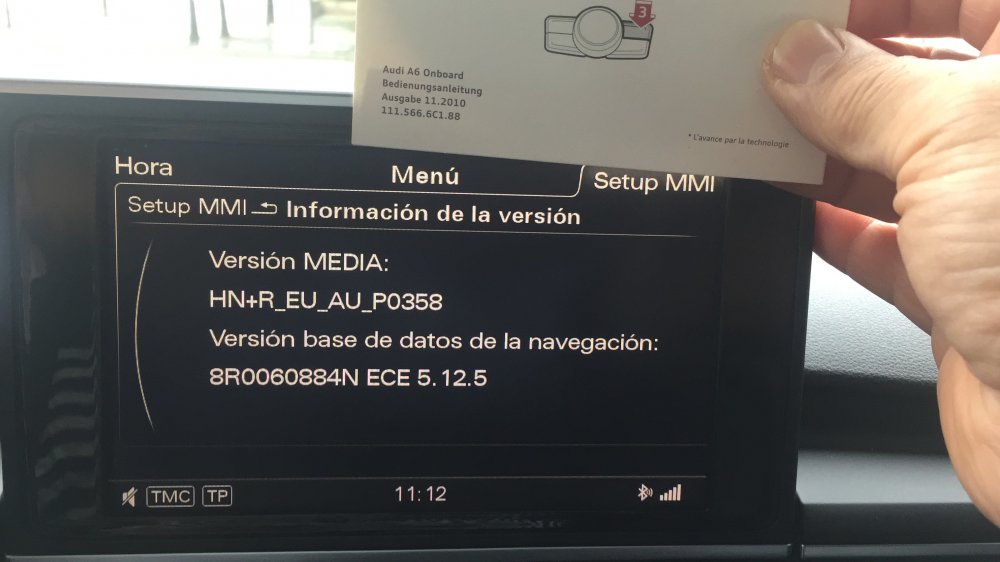 3
Audi A6 Onboard
Bedienungsanleitung
Ausgabe 11.2010
111.566.6C1.88
* L'avance par la technologie
Hora
Menú
Setup MMI
Setup MMI
Información de la versión
Versión MEDIA:
HN+R_EU_AU_P0358
Versión base de datos de la navegación:
8R0060884N ECE 5.12.5
TMC
TP
11:12